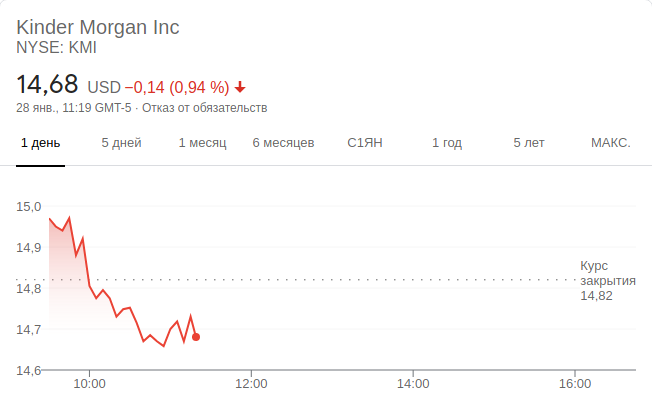 Kinder Morgan Inc
NYSE: KMI
14,68 USD −0,14 (0,94 %)
28 янв., 11:19 GMT-5 · Отказ от обязательств
1 день 5 дней 1 месяц 6 месяцев С1ЯН 1 год 5 лет МАКС.
15,0
14,9
Курс
закрытия
14,82
14,8
14,7
14,6
10:00 12:00 14:00 16:00